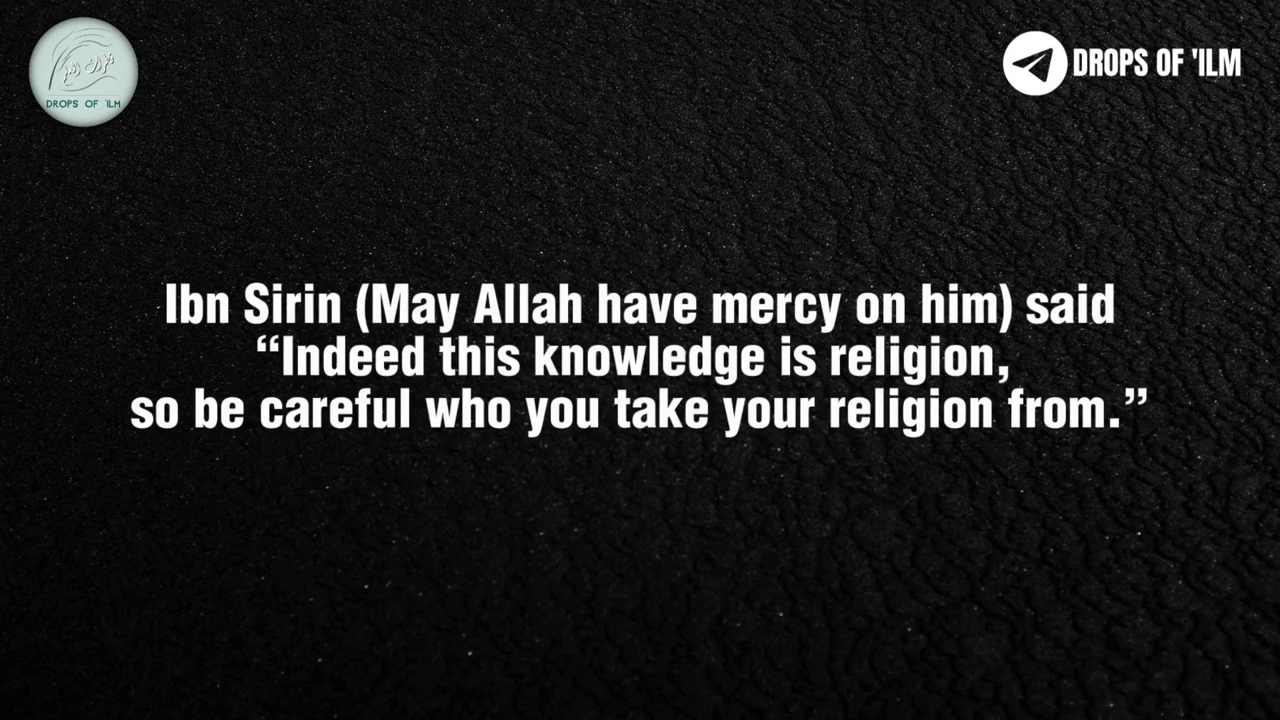 DROPS OF 'ILM
DROPS OF 'ILM
Ibn Sirin (May Allah have mercy on him) said
“Indeed this knowledge is religion,
so be careful who you take your religion from.”